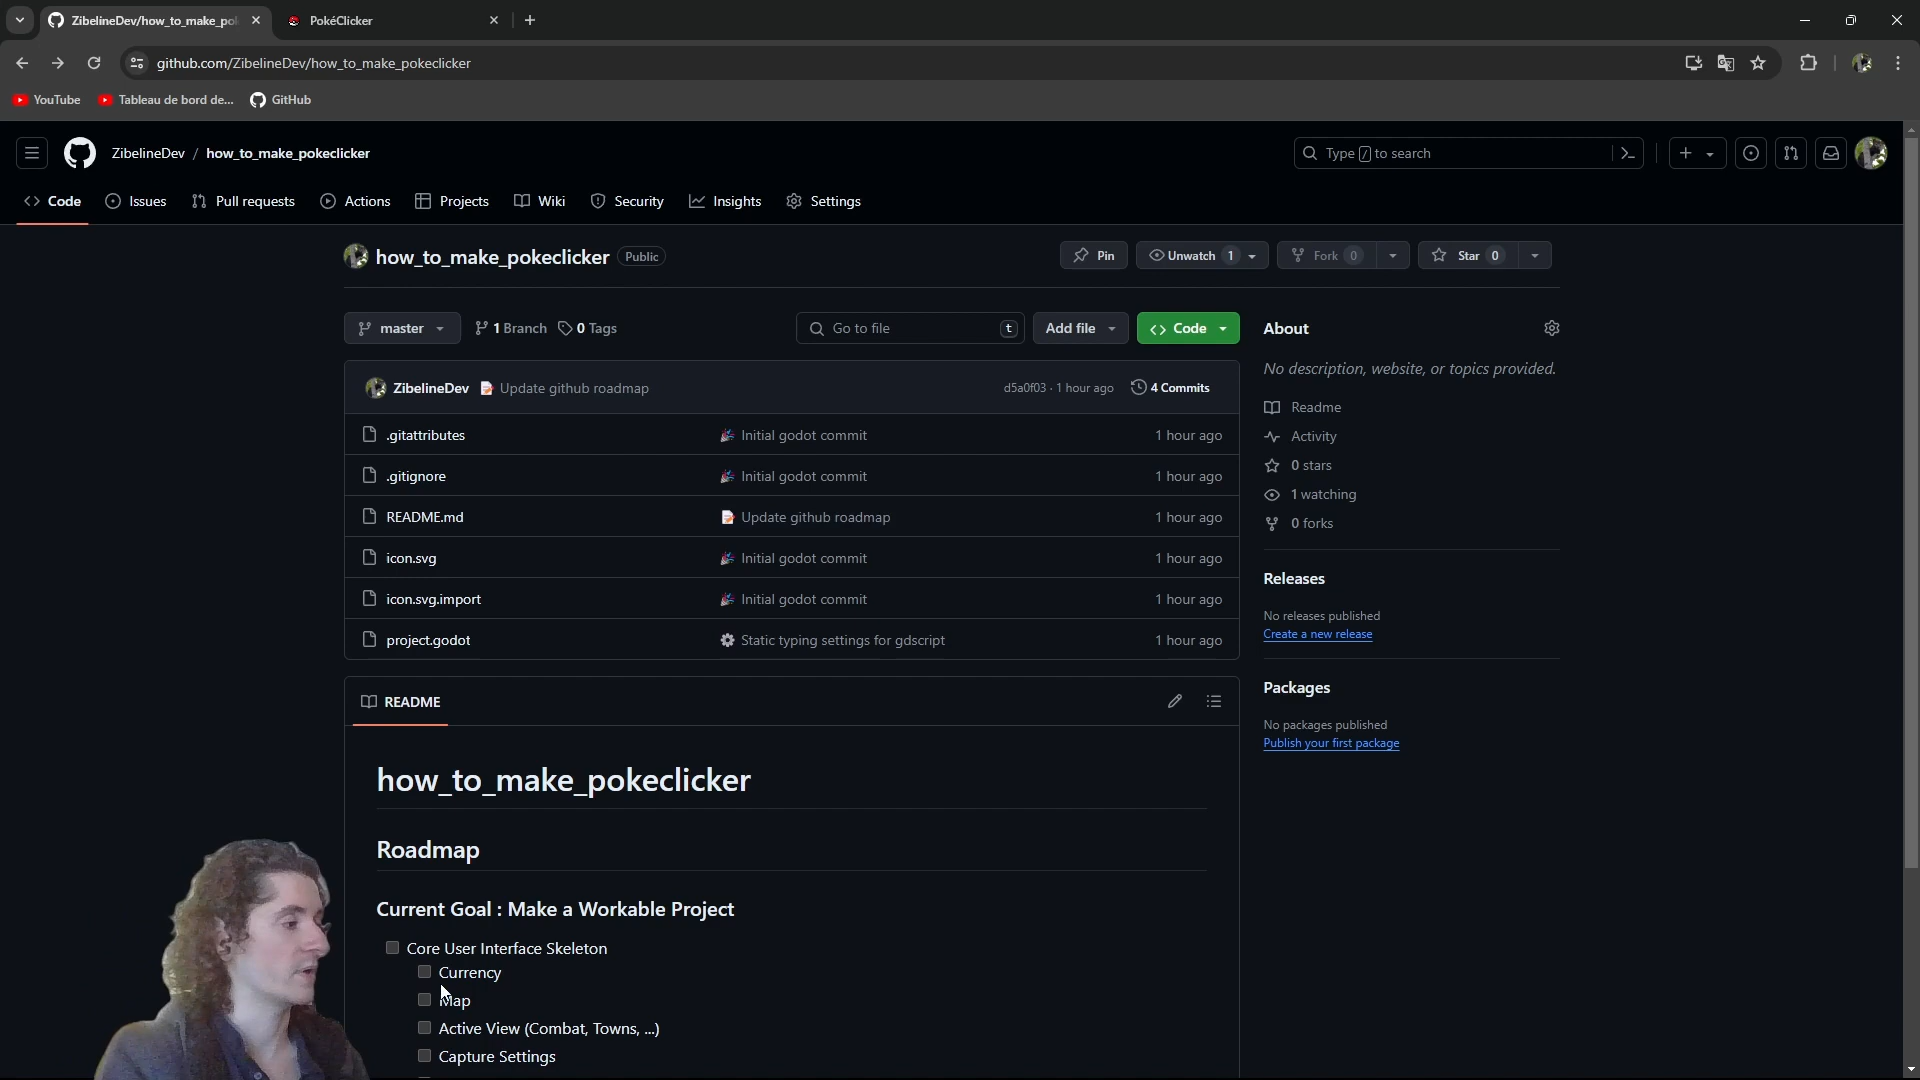 ZibelineDev/how_to_make_pol
PokéClicker
github.com/ZibelineDev/how_to_make_pokeclicker
YouTube
Tableau de bord de...
GitHub
ZibelineDev / how_to_make_pokeclicker
Type / to search
Code
Issues
Pull requests
Actions
Projects
Wiki
Security
Insights
Settings
how_to_make_pokeclicker Public
Pin
Unwatch 1
Fork 0
Star 0
master
1 Branch
0 Tags
Go to file t
Add file
Code
ZibelineDev Update github roadmap d5a0f03 · 1 hour ago 4 Commits
.gitattributes Initial godot commit 1 hour ago
.gitignore Initial godot commit 1 hour ago
README.md Update github roadmap 1 hour ago
icon.svg Initial godot commit 1 hour ago
icon.svg.import Initial godot commit 1 hour ago
project.godot Static typing settings for gdscript 1 hour ago
README
how_to_make_pokeclicker
Roadmap
Current Goal : Make a Workable Project
Core User Interface Skeleton
Currency
Map
Active View (Combat, Towns, ...)
Capture Settings
About
No description, website, or topics provided.
Readme
Activity
0 stars
1 watching
0 forks
Releases
No releases published
Create a new release
Packages
No packages published
Publish your first package